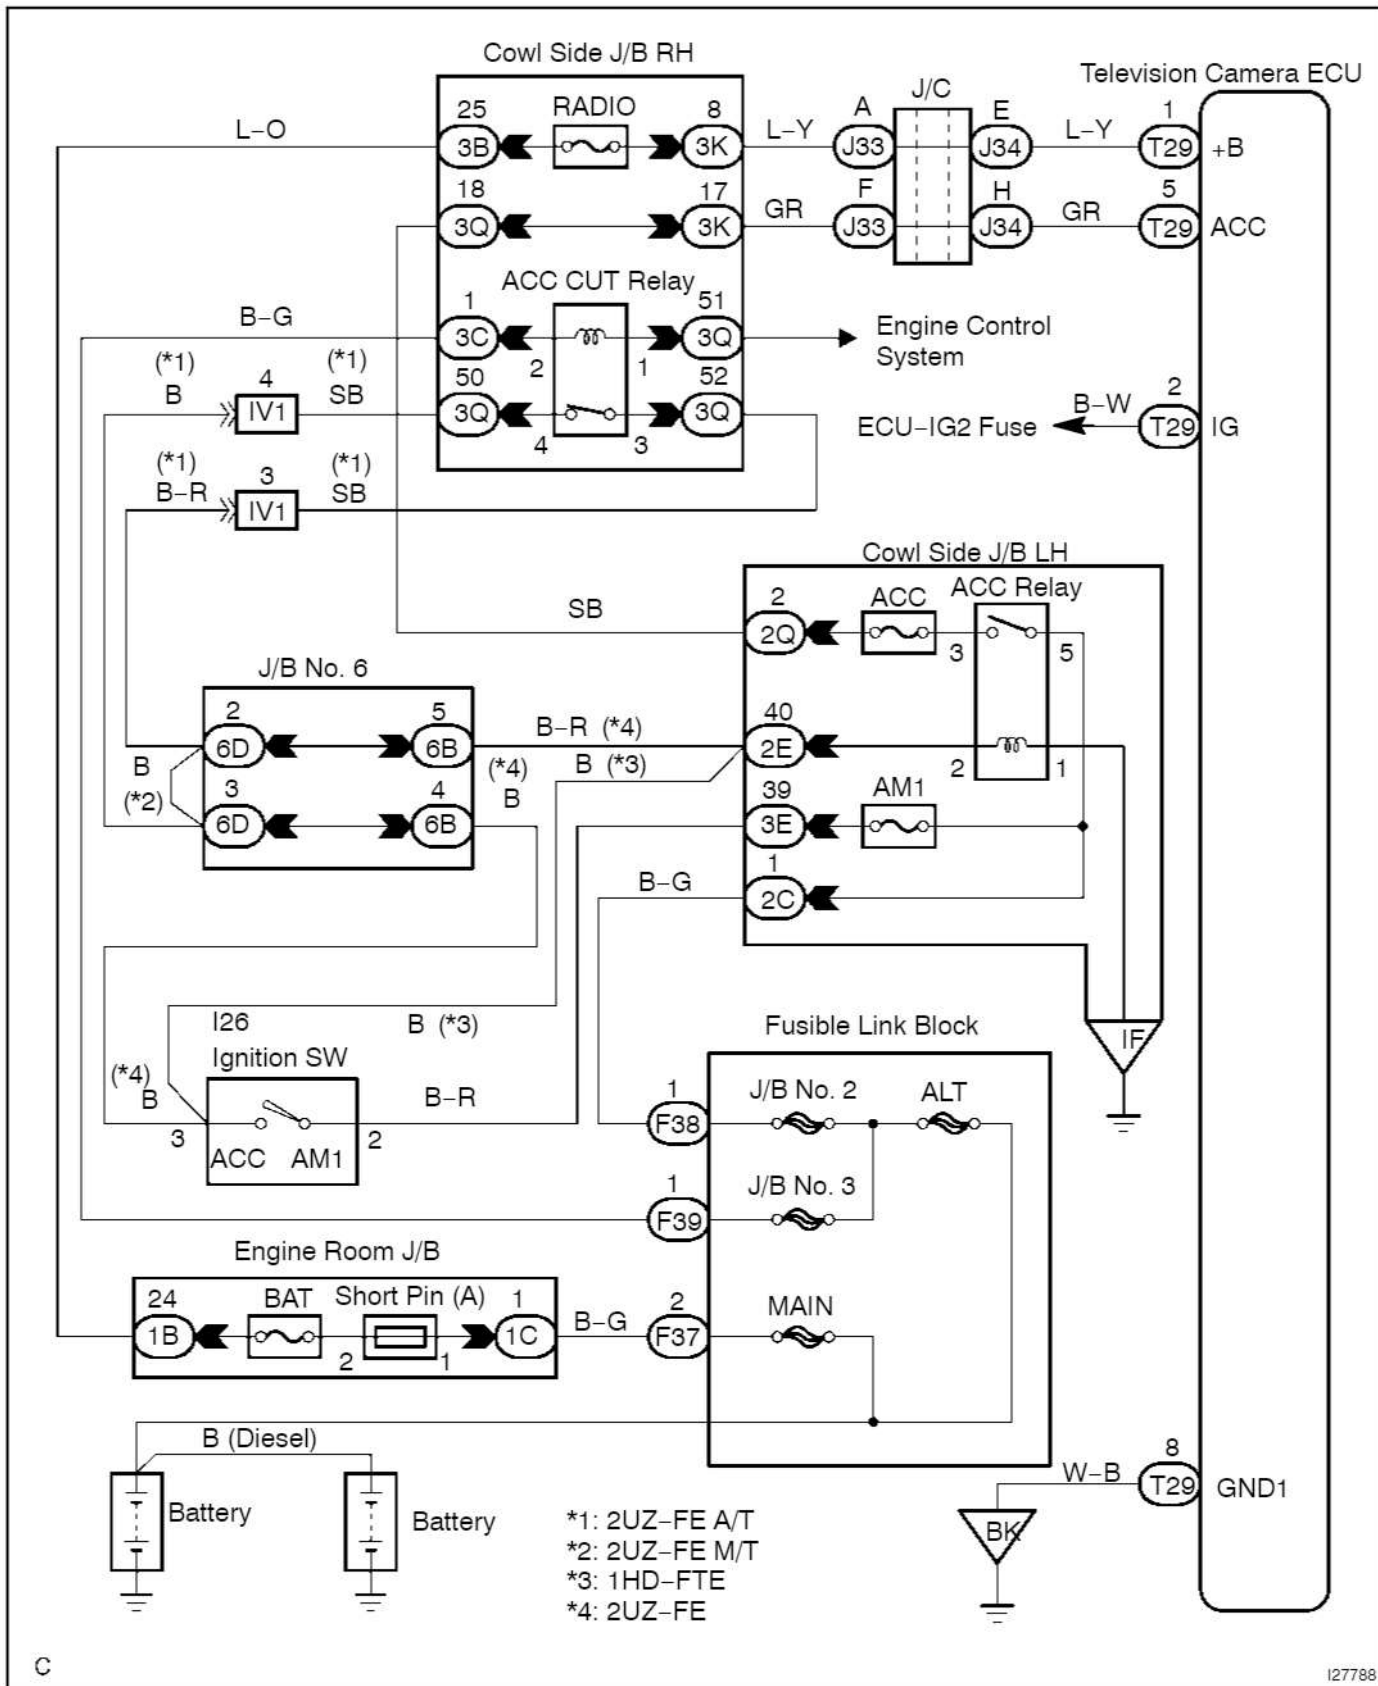 Cowl Side J/B RH
Television Camera ECU
J/C
25 RADIO 8 A E 1
L-O 3B 3K L-Y J33 J34 L-Y T29 +B
18 17 F H 5
3Q 3K GR J33 J34 GR T29 ACC
ACC CUT Relay
1 51
B-G 3C 2 1 3Q Engine Control
System
(*1) 4 (*1) 50 52
B IV1 SB 3Q 4 3 3Q
2
B-W
ECU-IG2 Fuse T29 IG
(*1) 3 (*1)
B-R IV1 SB
Cowl Side J/B LH
2 ACC ACC Relay
SB 2Q 3 5
J/B No. 6
2 5 B-R (*4) 40
6D 6B 2E 2 1
B (*4) B (*3)
(*2) 3 4 B 39 AM1
6D 6B 3E
1
B-G 2C
I26 B (*3)
Ignition SW
Fusible Link Block
IF
(*4)
B B-R 1 J/B No. 2 ALT
3 2 F38
ACC AM1
1 J/B No. 3
F39
Engine Room J/B
24 BAT Short Pin (A) 1 2 MAIN
1B 2 1 1C B-G F37
B (Diesel)
8
W-B T29 GND1
Battery Battery
BK
*1: 2UZ-FE A/T
*2: 2UZ-FE M/T
*3: 1HD-FTE
*4: 2UZ-FE
C
I27788